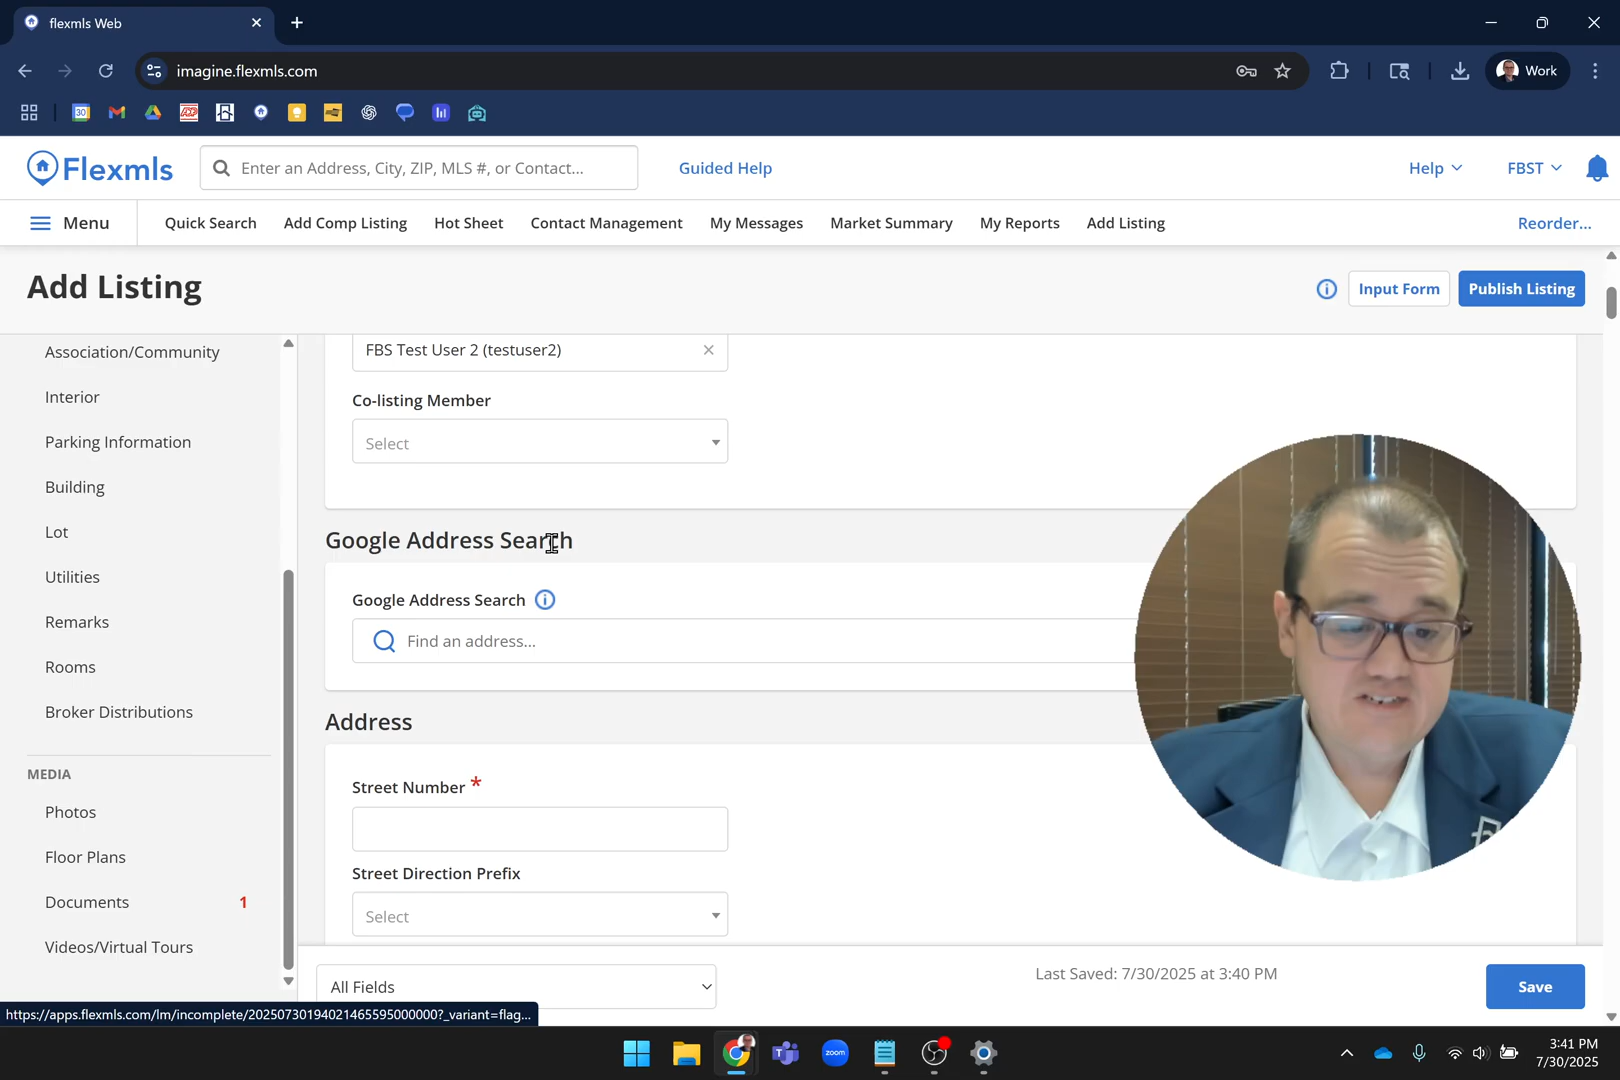 flexmls Web
imagine.flexmls.com
Work
30
Flexmls
Enter an Address, City, ZIP, MLS #, or Contact...
Guided Help
Help
FBST
Menu
Quick Search
Add Comp Listing
Hot Sheet
Contact Management
My Messages
Market Summary
My Reports
Add Listing
Reorder...
Add Listing
Input Form
Publish Listing
Association/Community
Interior
Parking Information
Building
Lot
Utilities
Remarks
Rooms
Broker Distributions
MEDIA
Photos
Floor Plans
Documents 1
Videos/Virtual Tours
FBS Test User 2 (testuser2)
Co-listing Member
Select
Google Address Search
Google Address Search
Find an address...
Address
Street Number *
Street Direction Prefix
Select
All Fields
Last Saved: 7/30/2025 at 3:40 PM
Save
https://apps.flexmls.com/lm/incomplete/20250730194021465595000000?_variant=flag...
zoom
3:41 PM
7/30/2025